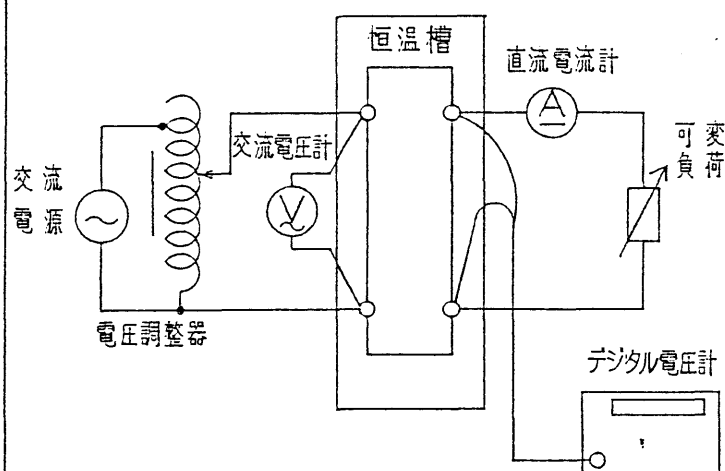 恒温槽
直流電流計
交流電圧計
可変
負荷
交流
電源
V
A
電圧調整器
デジタル電圧計